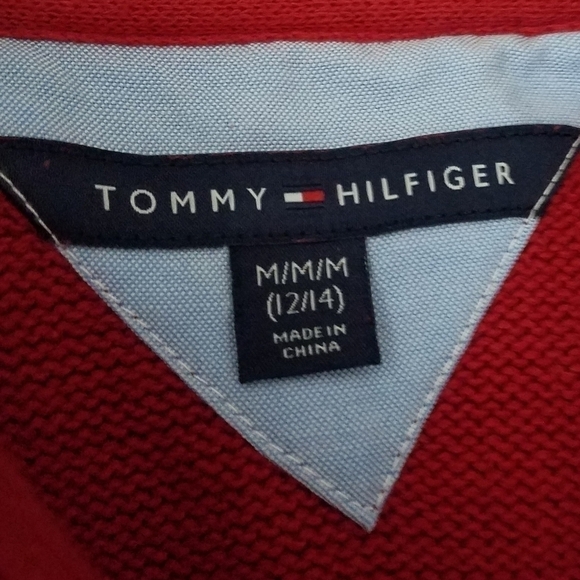 TOMMY HILFIGER
M/M/M
(12/14)
MADE IN
CHINA